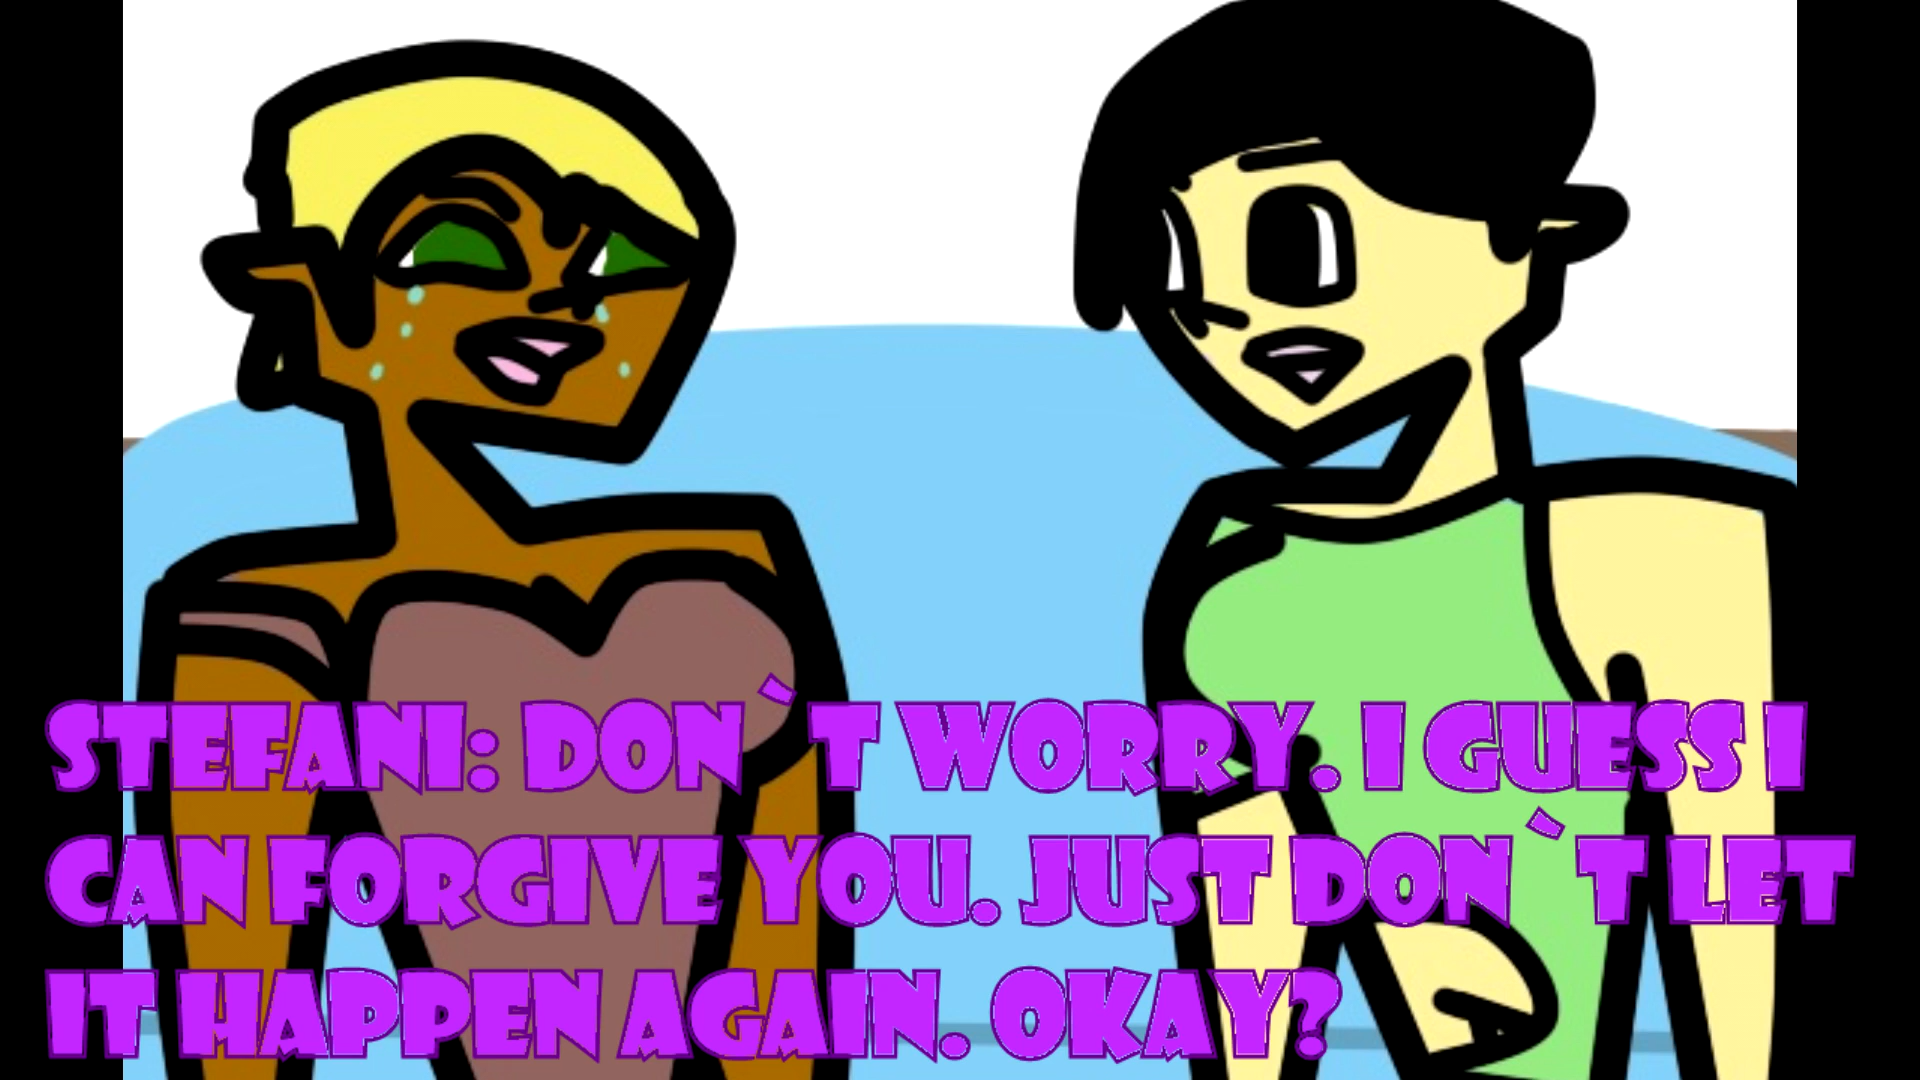 STEFANI: DON`T WORRY. I GUESS I
CAN FORGIVE YOU. JUST DON`T LET
IT HAPPEN AGAIN. OKAY?